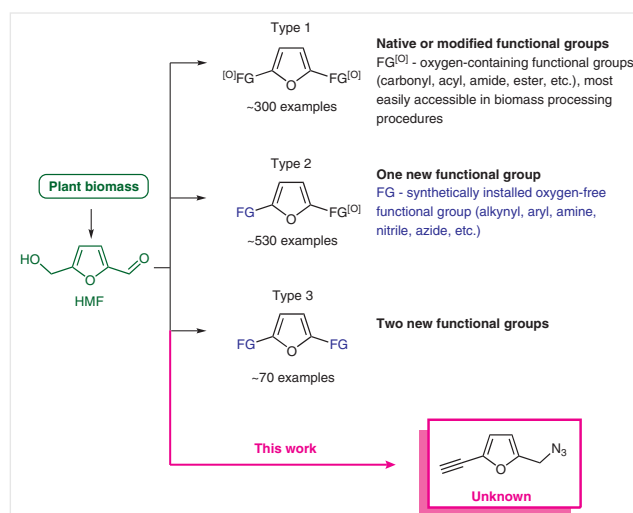 Type 1
[O]FG O FG[O]
~300 examples
Native or modified functional groups
FG[O] - oxygen-containing functional groups
(carbonyl, acyl, amide, ester, etc.), most
easily accessible in biomass processing
procedures
Type 2
FG O FG[O]
~530 examples
One new functional group
FG - synthetically installed oxygen-free
functional group (alkynyl, aryl, amine,
nitrile, azide, etc.)
Plant biomass
HO O O
HMF
Type 3
FG O FG
~70 examples
Two new functional groups
This work
O N3
Unknown